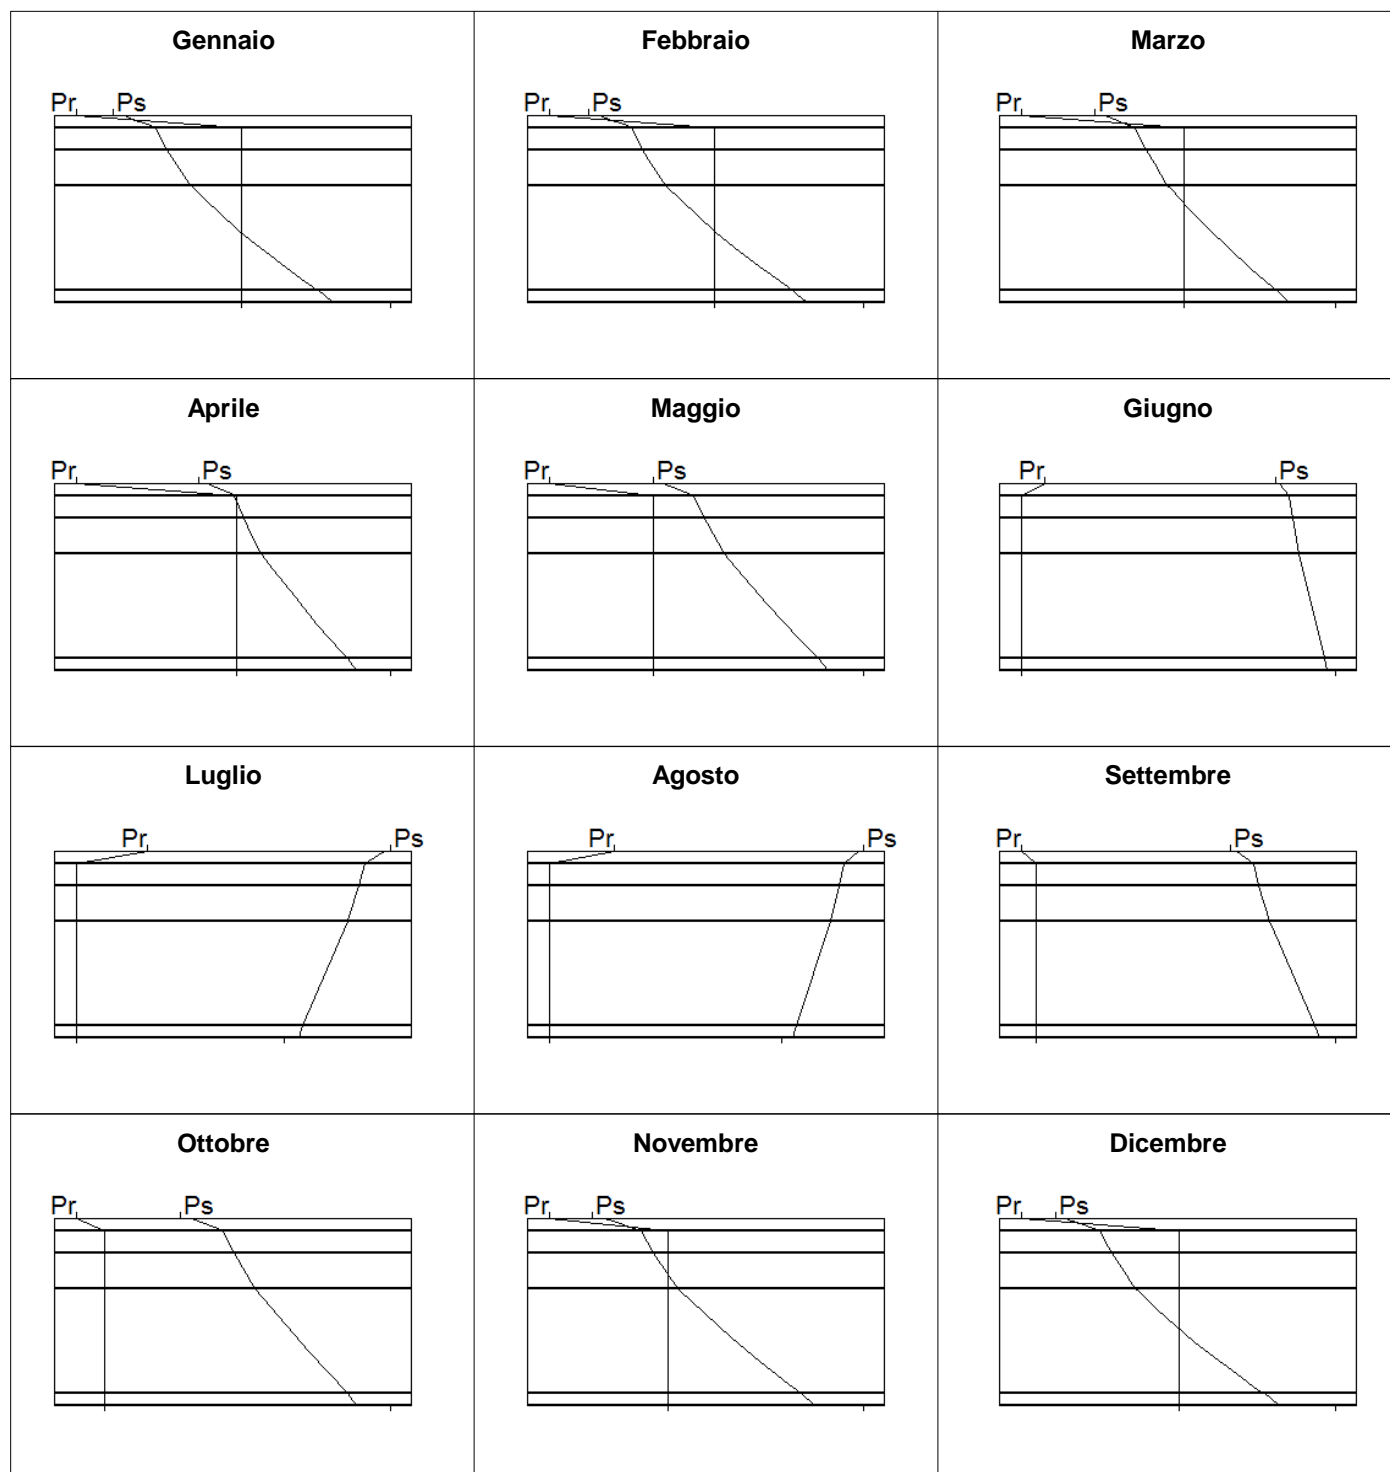 Gennaio Febbraio Marzo
Pr Ps Pr Ps Pr Ps
Aprile Maggio Giugno
Pr Ps Pr Ps Pr Ps
Luglio Agosto Settembre
Pr Ps Pr Ps Pr Ps
Ottobre Novembre Dicembre
Pr Ps Pr Ps Pr Ps